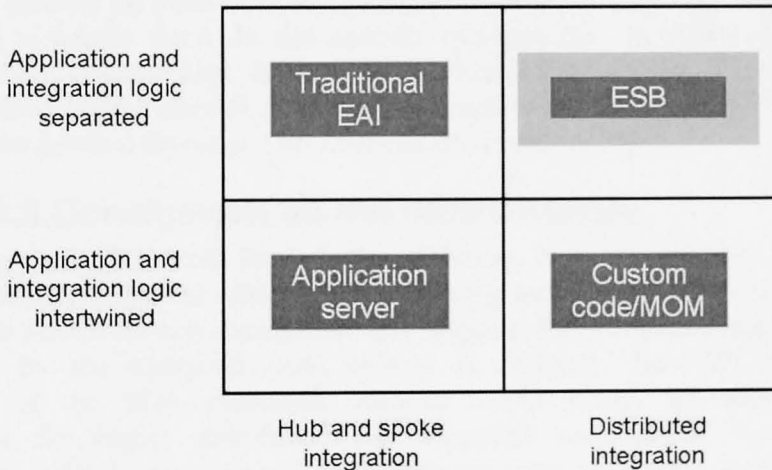 Application and
integration logic
separated
Traditional
EAI
ESB
Application and
integration logic
intertwined
Application
server
Custom
code/MOM
Hub and spoke
integration
Distributed
integration